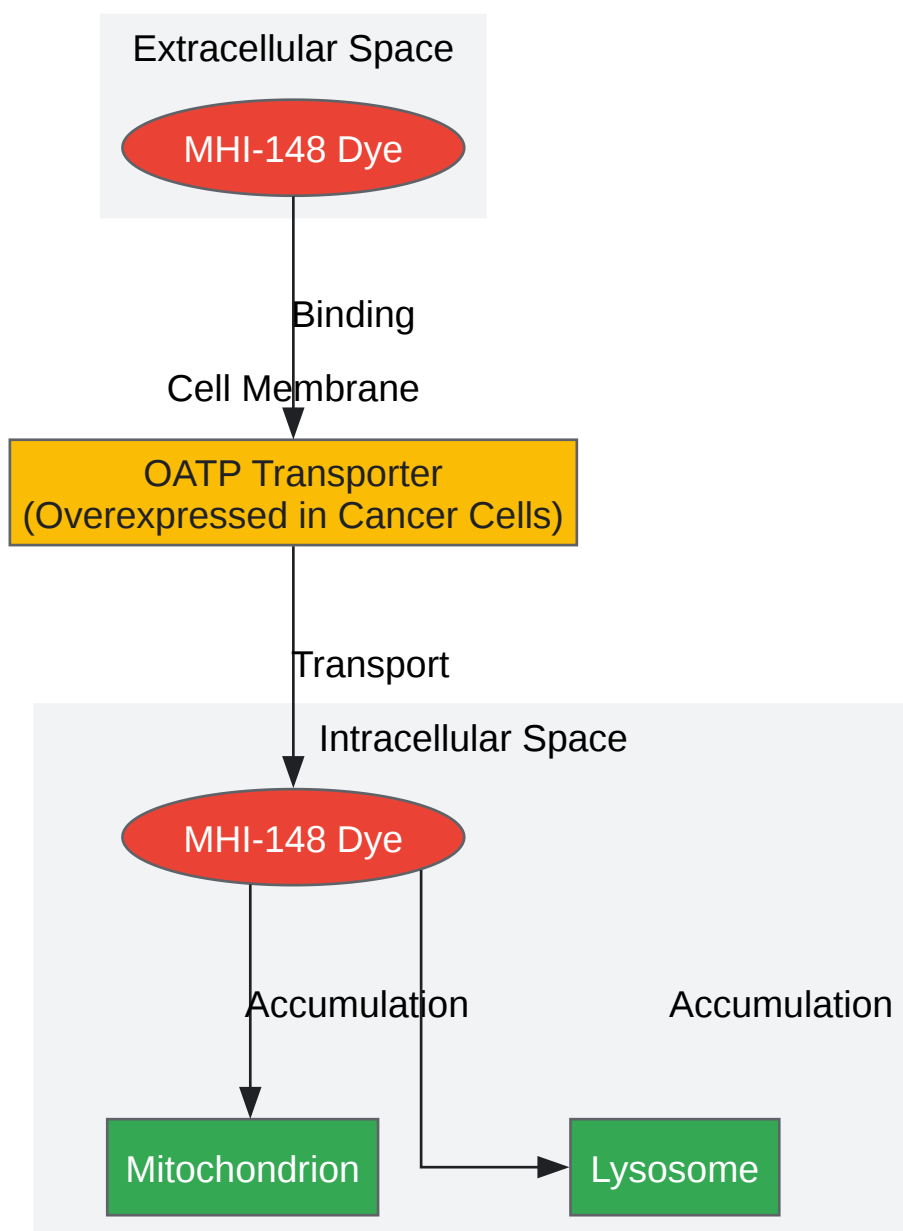 Extracellular Space
MHI-148 Dye
Binding
Cell Membrane
OATP Transporter
(Overexpressed in Cancer Cells)
Transport
Intracellular Space
MHI-148 Dye
Accumulation
Accumulation
Mitochondrion
Lysosome